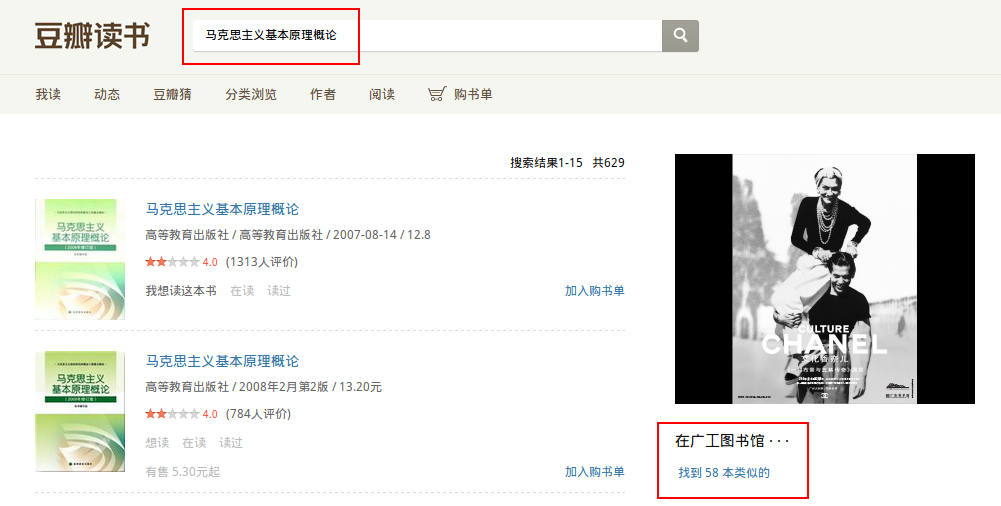 豆瓣读书
马克思主义基本原理概论
我读 动态 豆瓣猜 分类浏览 作者 阅读 购书单
搜索结果1-15 共629
马克思主义基本原理概论
高等教育出版社 / 高等教育出版社 / 2007-08-14 / 12.8
4.0 (1313人评价)
我想读这本书 在读 读过
加入购书单
马克思主义
基本原理概论
马克思主义基本原理概论
高等教育出版社 / 2008年2月第2版 / 13.20元
4.0 (784人评价)
想读 在读 读过
有售 5.30元起
加入购书单
马克思主义
基本原理概论
CULTURE
CHANEL
文化香奈儿
在广工图书馆 · · ·
找到 58 本类似的